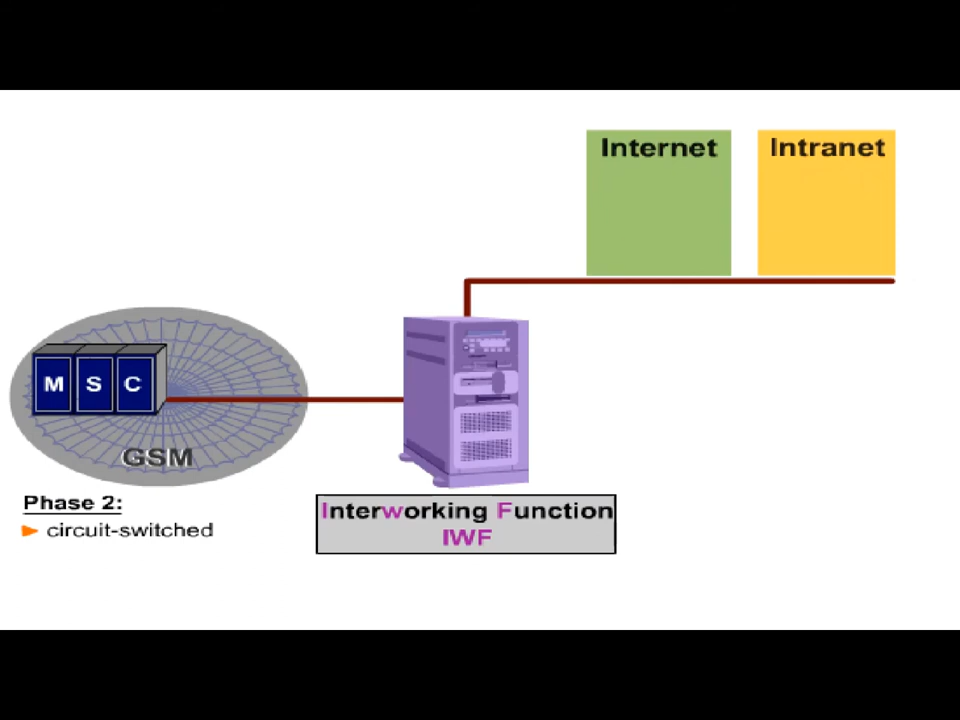 Internet
Intranet
M S C
GSM
Phase 2:
circuit-switched
Interworking Function
IWF